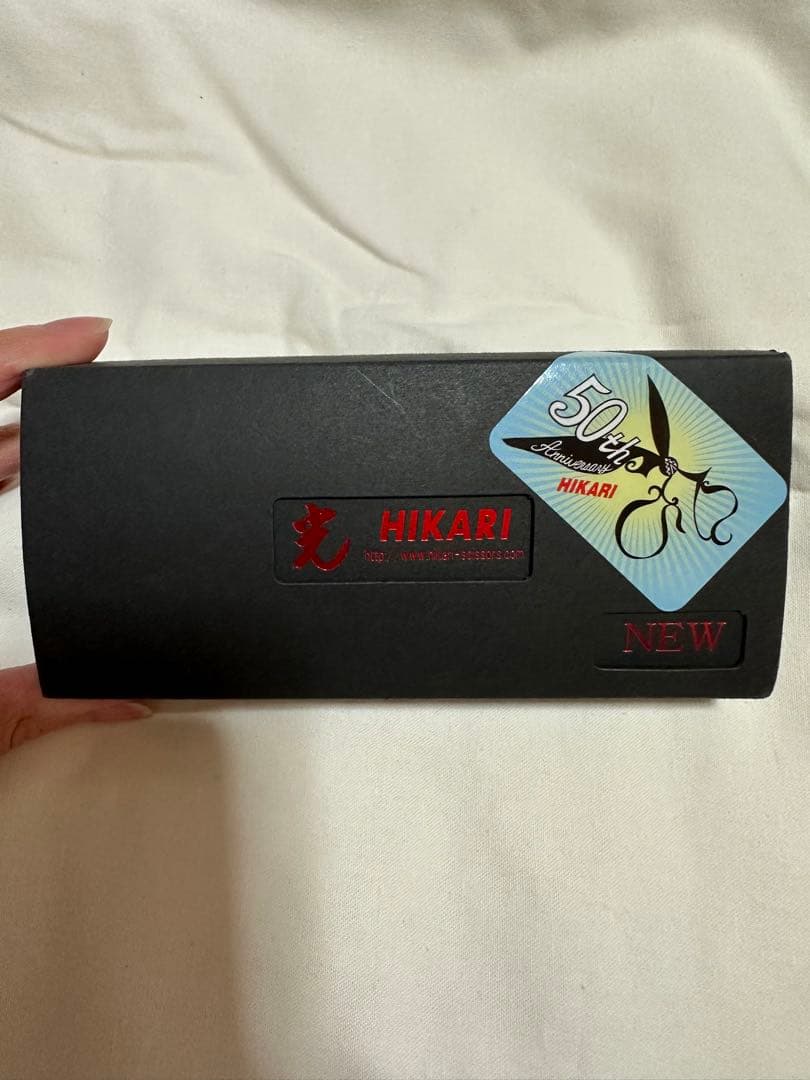 50th
Anniversary
HIKARI
光 HIKARI
http://www.hikari-scissors.com
NEW